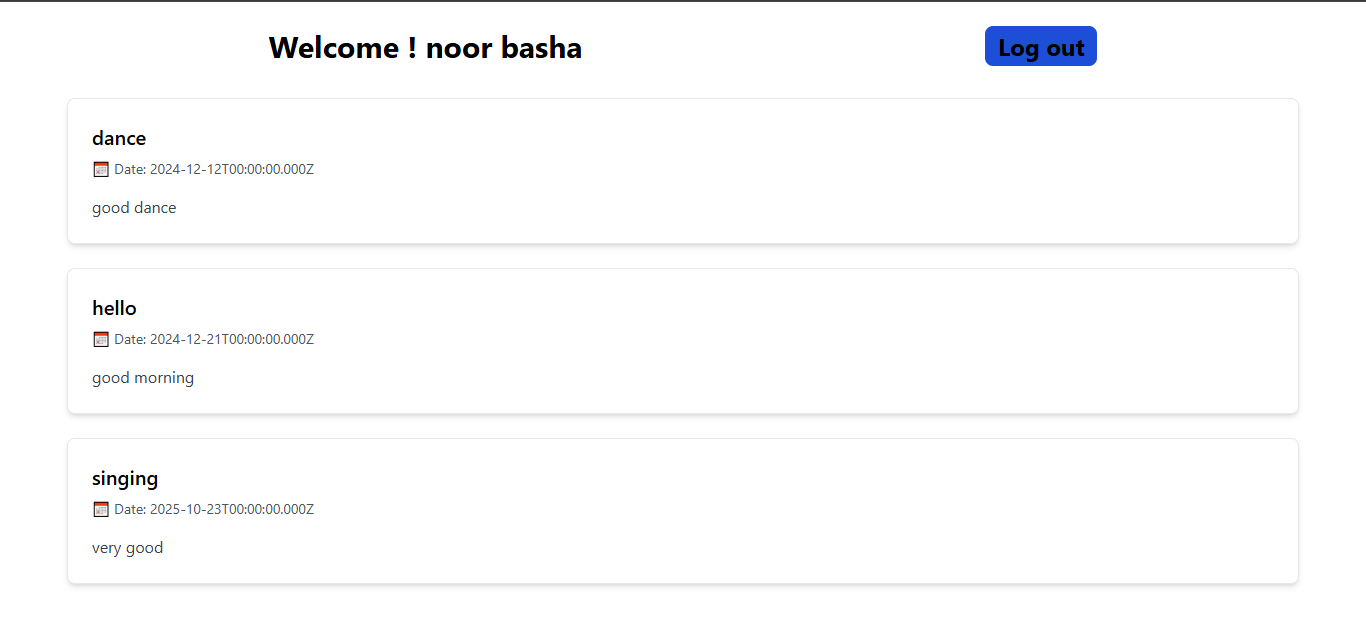 Welcome ! noor basha
Log out
dance
Date: 2024-12-12T00:00:00.000Z
good dance
hello
Date: 2024-12-21T00:00:00.000Z
good morning
singing
Date: 2025-10-23T00:00:00.000Z
very good